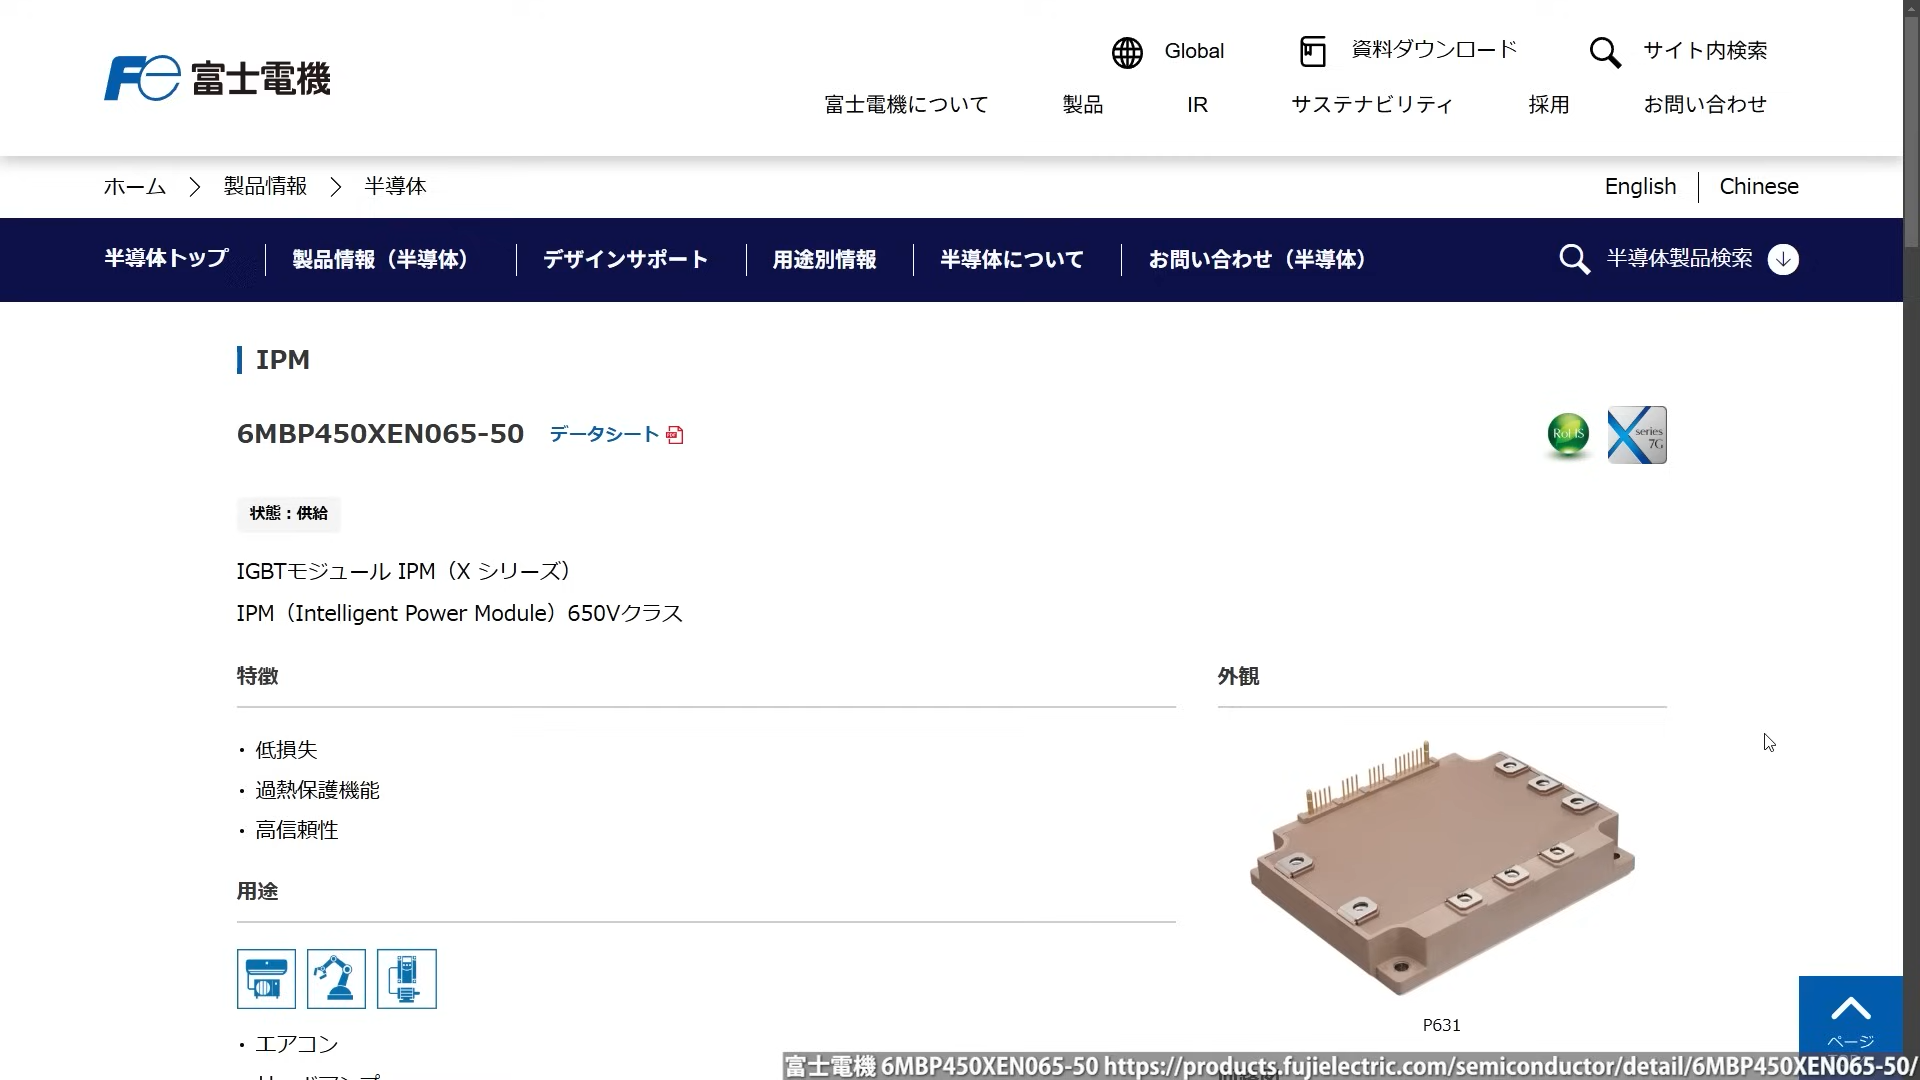 Fe 富士電機
Global
資料ダウンロード
サイト内検索
富士電機について
製品
IR
サステナビリティ
採用
お問い合わせ
ホーム > 製品情報 > 半導体
English | Chinese
半導体トップ
製品情報（半導体）
デザインサポート
用途別情報
半導体について
お問い合わせ（半導体）
半導体製品検索
IPM
6MBP450XEN065-50 データシート
RoHS
X series 7G
状態：供給
IGBTモジュール IPM（X シリーズ）
IPM（Intelligent Power Module）650Vクラス
特徴
・ 低損失
・ 過熱保護機能
・ 高信頼性
用途
・ エアコン
外観
P631
ページ
富士電機 6MBP450XEN065-50 https://products.fujielectric.com/semiconductor/detail/6MBP450XEN065-50/